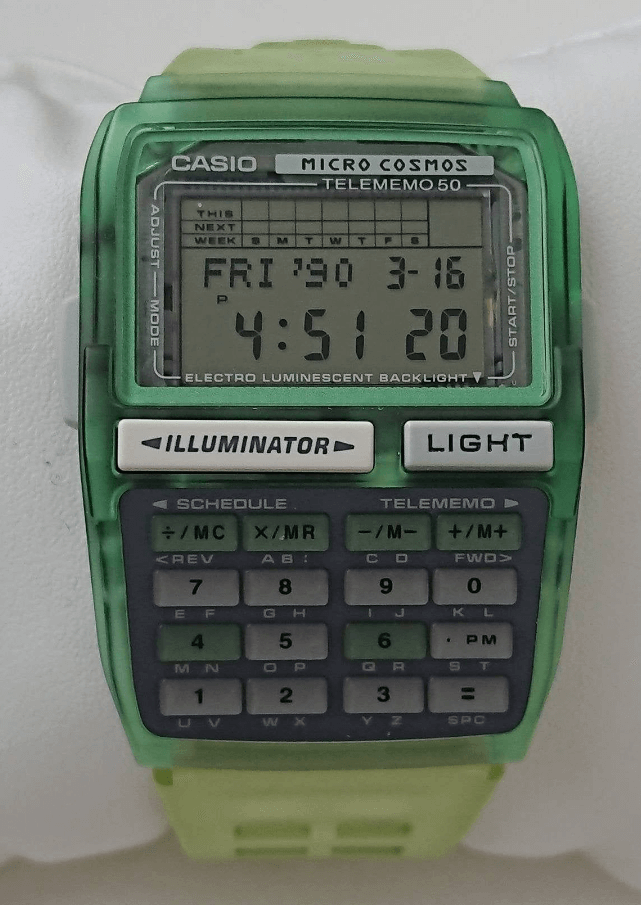 CASIO MICRO COSMOS
TELEMEMO 50
ADJUST — MODE
START/STOP
THIS
NEXT
WEEK S M T W T F S
FRI '90 3-16
P
4:51 20
ELECTRO LUMINESCENT BACKLIGHT ▼
◄ILLUMINATOR► LIGHT
◄ SCHEDULE TELEMEMO ►
÷/MC ×/MR −/M− +/M+
<REV A B : C D FWD>
7 8 9 0
E F G H I J K L
4 5 6 · PM
M N O P Q R S T
1 2 3 =
U V W X Y Z SPC